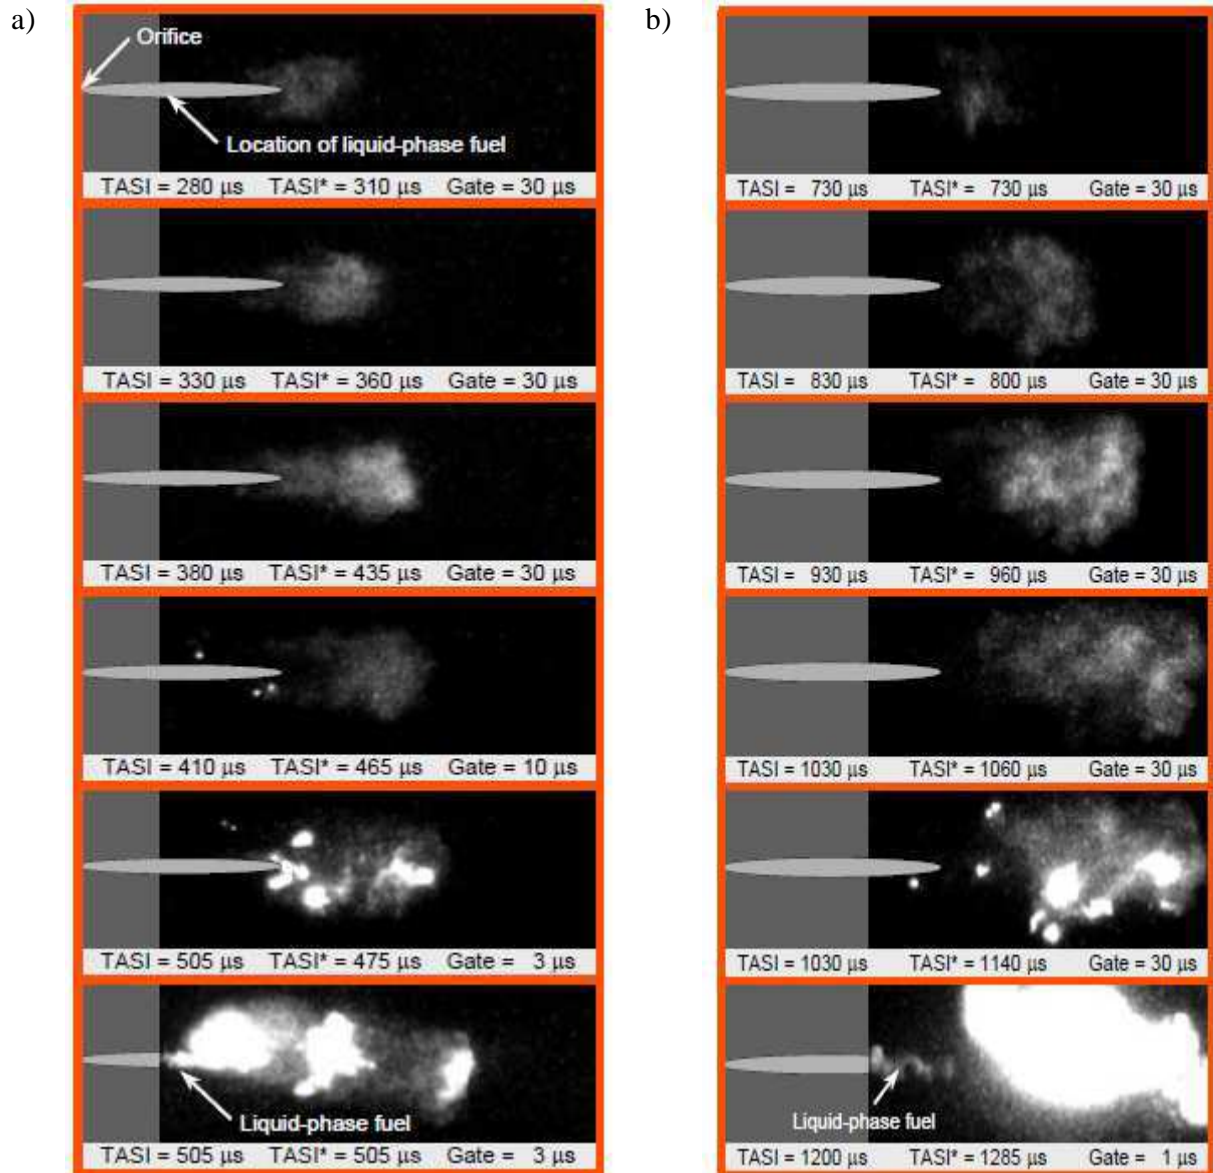 a)
Orifice
Location of liquid-phase fuel
TASI = 280 μs TASI* = 310 μs Gate = 30 μs
TASI = 330 μs TASI* = 360 μs Gate = 30 μs
TASI = 380 μs TASI* = 435 μs Gate = 30 μs
TASI = 410 μs TASI* = 465 μs Gate = 10 μs
TASI = 505 μs TASI* = 475 μs Gate = 3 μs
Liquid-phase fuel
TASI = 505 μs TASI* = 505 μs Gate = 3 μs
b)
TASI = 730 μs TASI* = 730 μs Gate = 30 μs
TASI = 830 μs TASI* = 800 μs Gate = 30 μs
TASI = 930 μs TASI* = 960 μs Gate = 30 μs
TASI = 1030 μs TASI* = 1060 μs Gate = 30 μs
TASI = 1030 μs TASI* = 1140 μs Gate = 30 μs
Liquid-phase fuel
TASI = 1200 μs TASI* = 1285 μs Gate = 1 μs